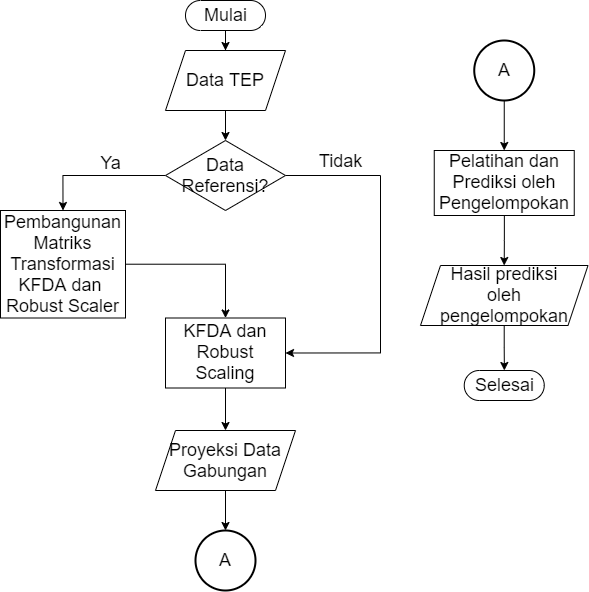 Mulai
Data TEP
Data
Referensi?
Ya
Tidak
Pembangunan
Matriks
Transformasi
KFDA dan
Robust Scaler
KFDA dan
Robust
Scaling
Proyeksi Data
Gabungan
A
A
Pelatihan dan
Prediksi oleh
Pengelompokan
Hasil prediksi
oleh
pengelompokan
Selesai